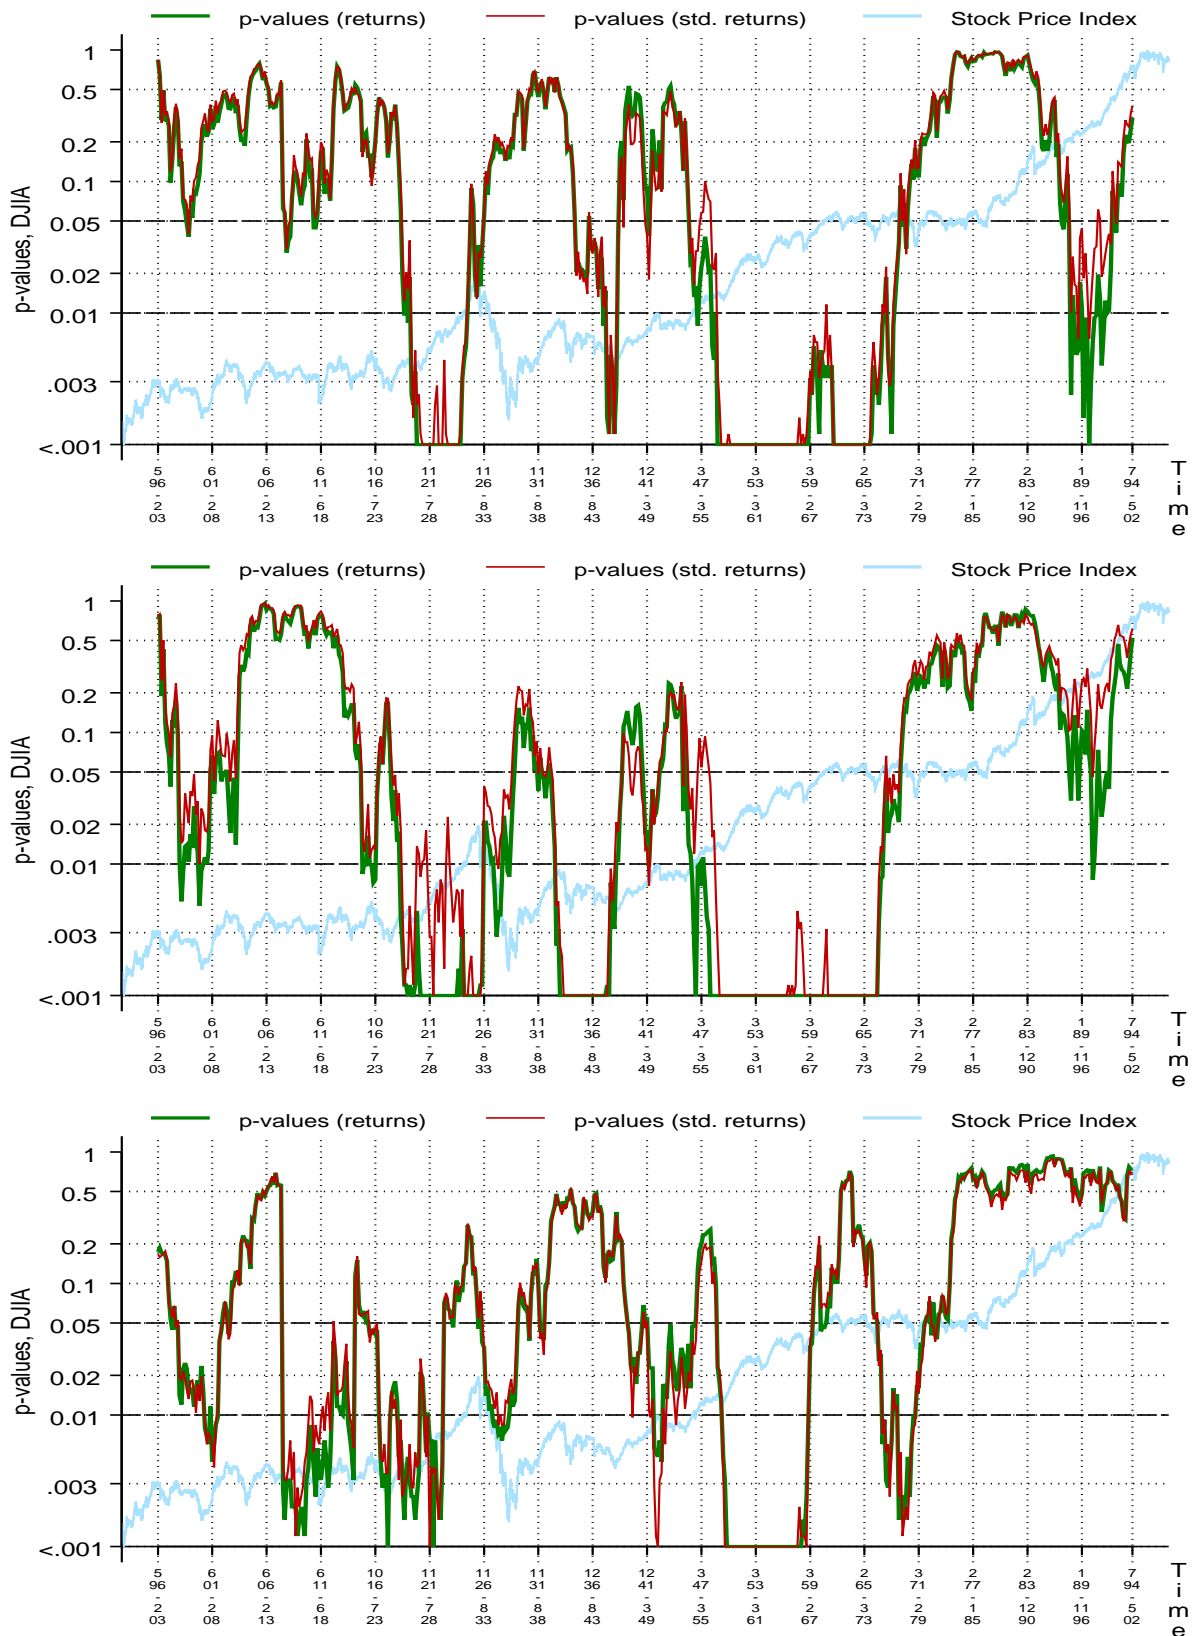 p-values (returns) p-values (std. returns) Stock Price Index
1
0.5
0.2
0.1
0.05
0.02
0.01
.003
<.001
p-values, DJIA
5 6 6 6 10 11 11 11 12 12 3 3 3 2 3 2 2 1 7
96 01 06 11 16 21 26 31 36 41 47 53 59 65 71 77 83 89 94
- - - - - - - - - - - - - - - - - - -
2 6 2 6 7 7 8 8 8 3 3 3 2 3 2 1 12 11 5
03 08 13 18 23 28 33 38 43 49 55 61 67 73 79 85 90 96 02
Time
p-values (returns) p-values (std. returns) Stock Price Index
1
0.5
0.2
0.1
0.05
0.02
0.01
.003
<.001
p-values, DJIA
5 6 6 6 10 11 11 11 12 12 3 3 3 2 3 2 2 1 7
96 01 06 11 16 21 26 31 36 41 47 53 59 65 71 77 83 89 94
- - - - - - - - - - - - - - - - - - -
2 6 2 6 7 7 8 8 8 3 3 3 2 3 2 1 12 11 5
03 08 13 18 23 28 33 38 43 49 55 61 67 73 79 85 90 96 02
Time
p-values (returns) p-values (std. returns) Stock Price Index
1
0.5
0.2
0.1
0.05
0.02
0.01
.003
<.001
p-values, DJIA
5 6 6 6 10 11 11 11 12 12 3 3 3 2 3 2 2 1 7
96 01 06 11 16 21 26 31 36 41 47 53 59 65 71 77 83 89 94
- - - - - - - - - - - - - - - - - - -
2 6 2 6 7 7 8 8 8 3 3 3 2 3 2 1 12 11 5
03 08 13 18 23 28 33 38 43 49 55 61 67 73 79 85 90 96 02
Time